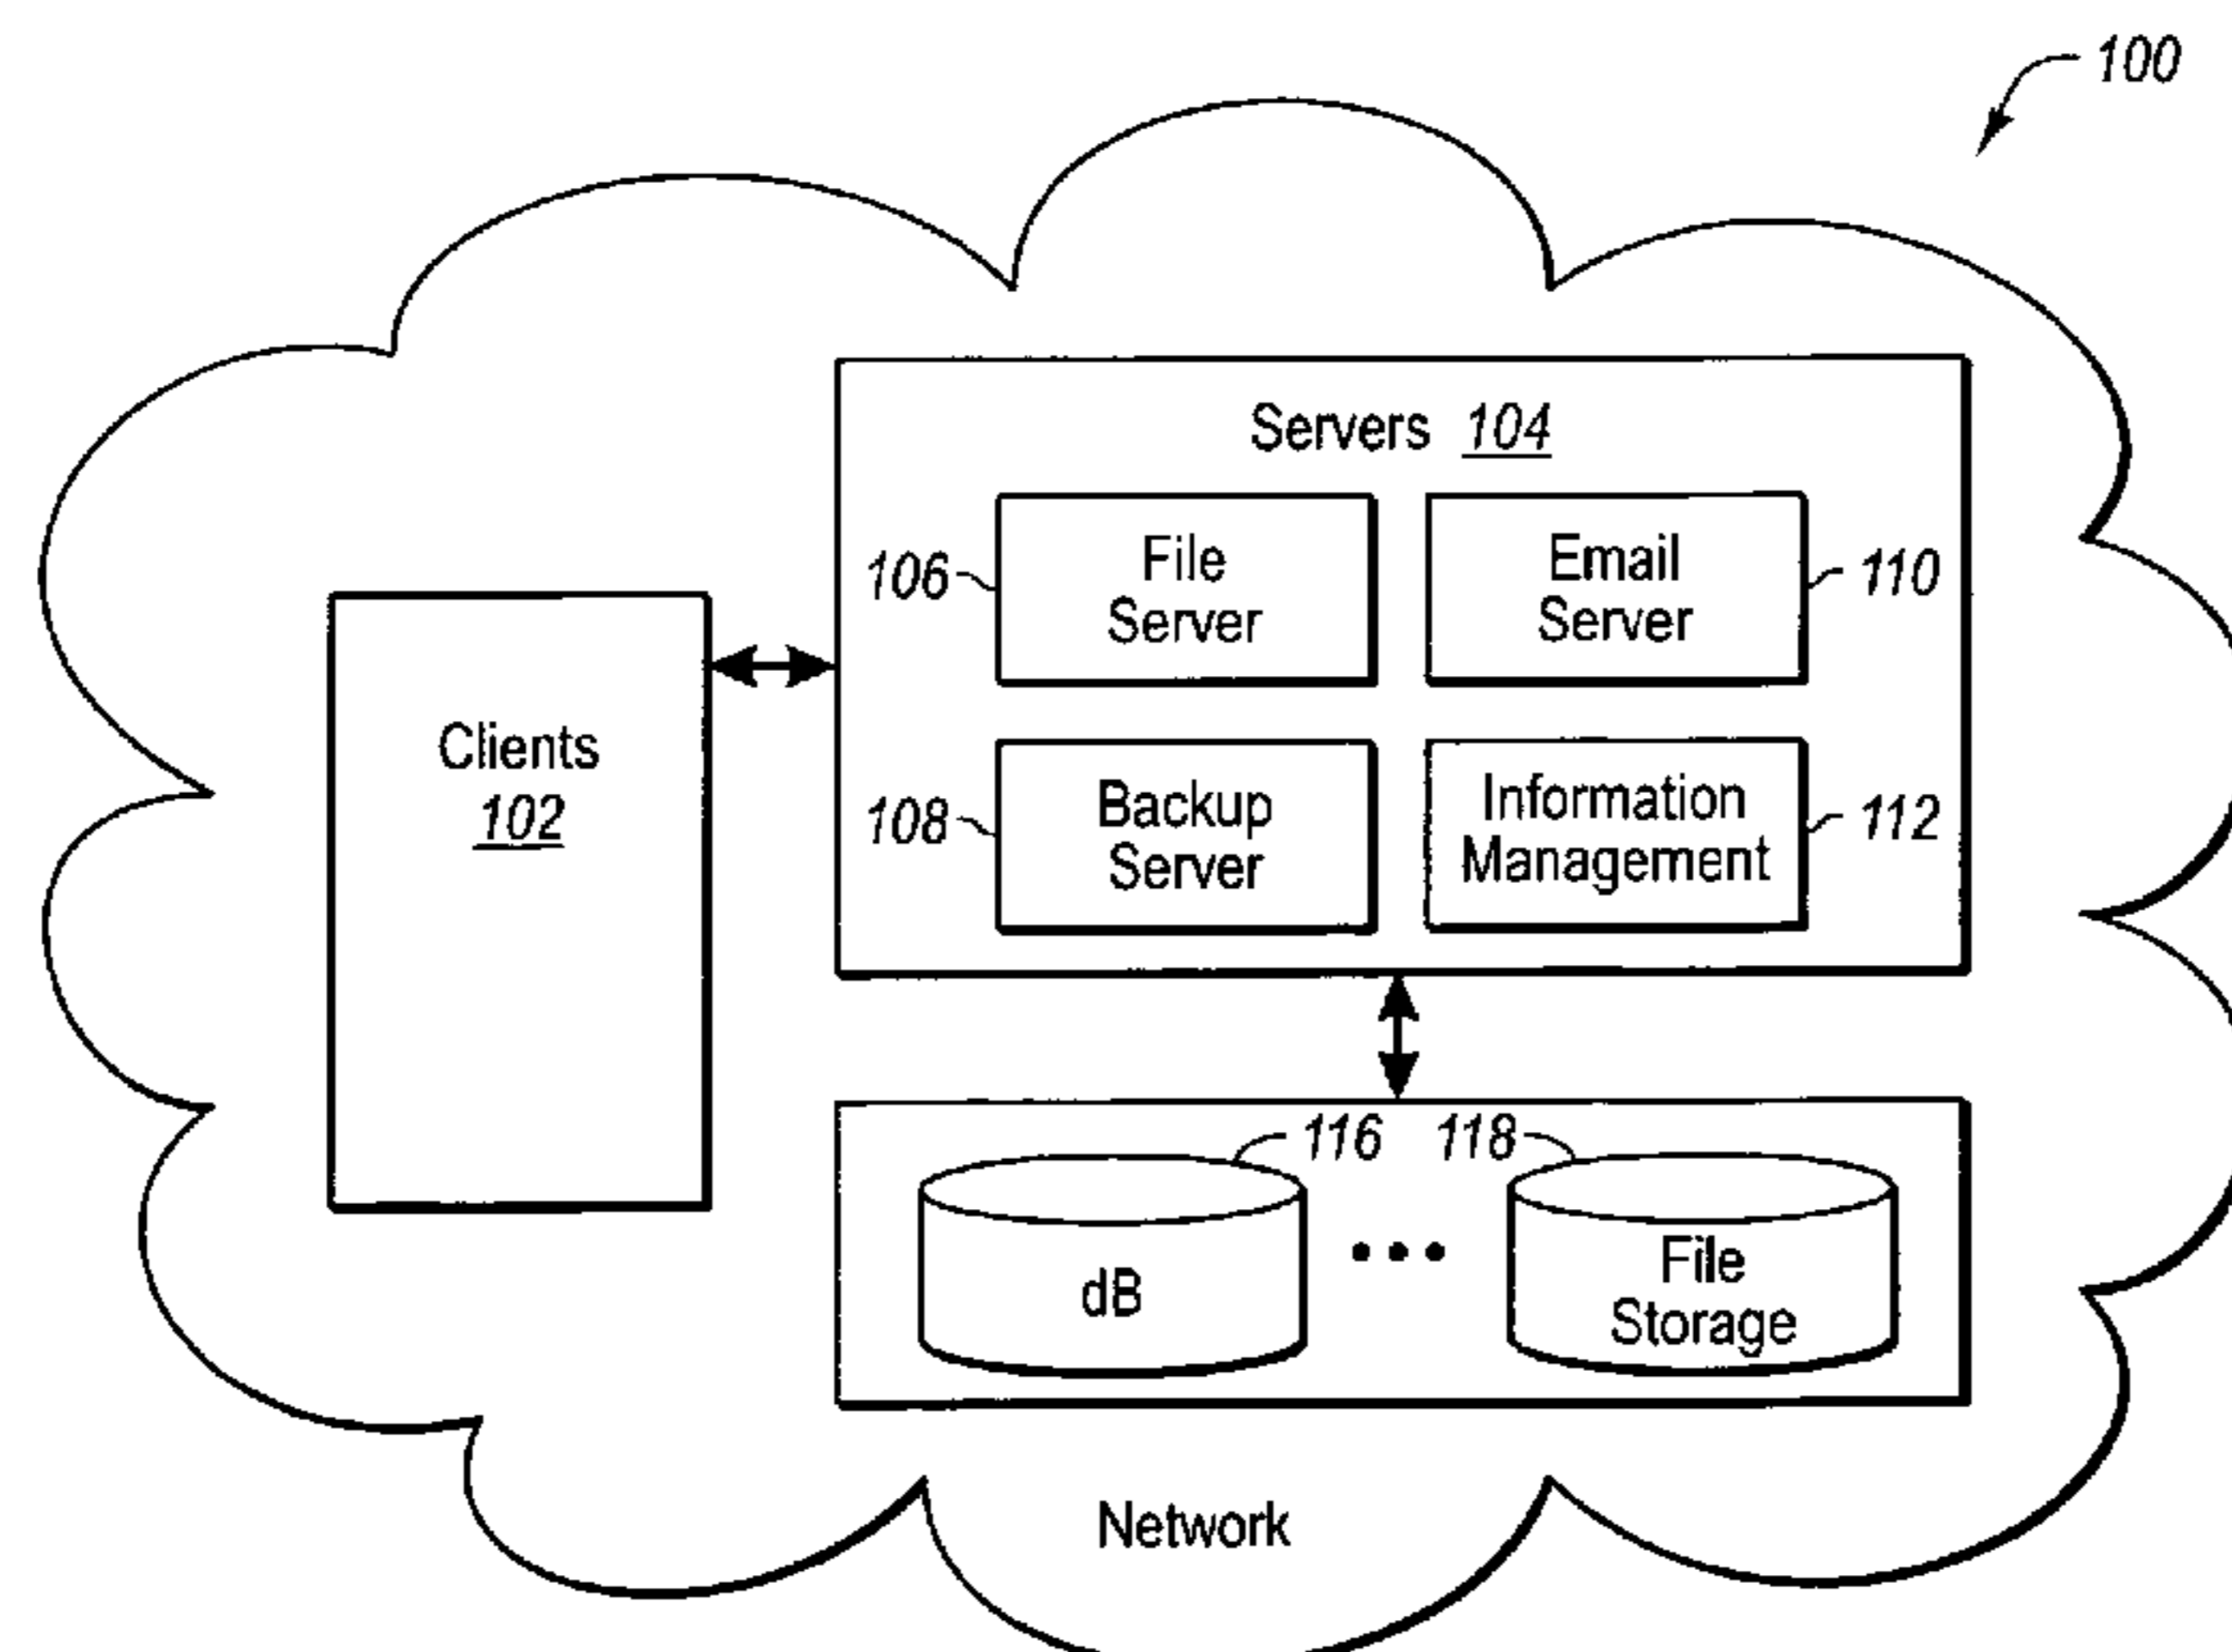 100
Servers 104
106
File
Server
Email
Server
110
Clients
102
108
Backup
Server
Information
Management
112
116
118
dB
File
Storage
Network